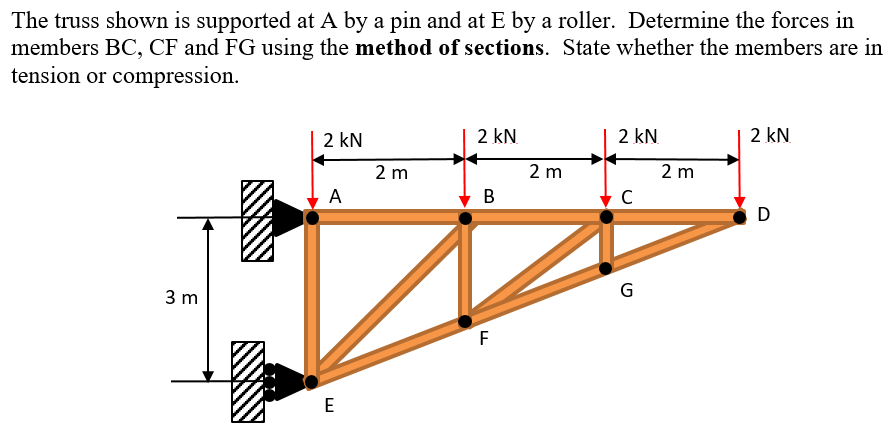 The truss shown is supported at A by a pin and at E by a roller. Determine the forces in
members BC, CF and FG using the method of sections. State whether the members are in
tension or compression.
2 kN
2 kN
2 kN
2 kN
2 m
2 m
2 m
A
B
C
D
3 m
G
F
E